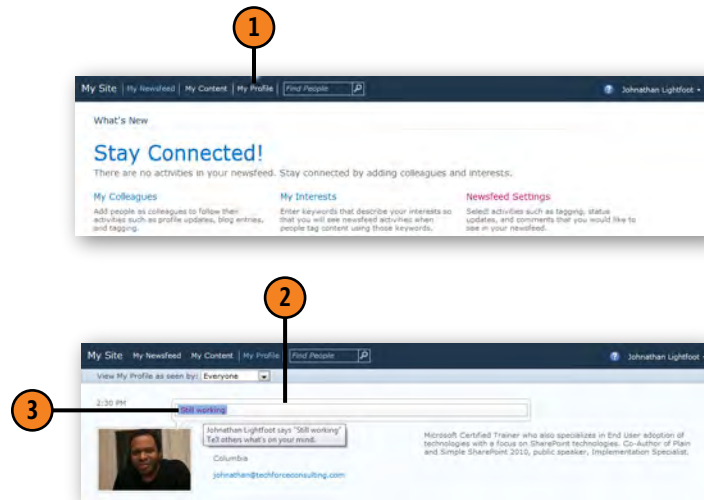 1
My Site My Newsfeed My Content My Profile Find People
Johnathan Lightfoot
What's New
Stay Connected!
There are no activities in your newsfeed. Stay connected by adding colleagues and interests.
My Colleagues
Add people as colleagues to follow their
activities such as profile updates, blog entries,
and tagging.
My Interests
Enter keywords that describe your interests so
that you will see newsfeed activities when
people tag content using those keywords.
Newsfeed Settings
Select activities such as tagging, status
updates, and comments that you would like to
see in your newsfeed.
2
My Site My Newsfeed My Content My Profile Find People
Johnathan Lightfoot
View My Profile as seen by: Everyone
2:30 PM
3
Still working
Johnathan Lightfoot says "Still working"
Tell others what's on your mind.
Columbia
johnathan@techforceconsulting.com
Microsoft Certified Trainer who also specializes in End User adoption of
technologies with a focus on SharePoint technologies. Co-Author of Plain
and Simple SharePoint 2010, public speaker, Implementation Specialist.